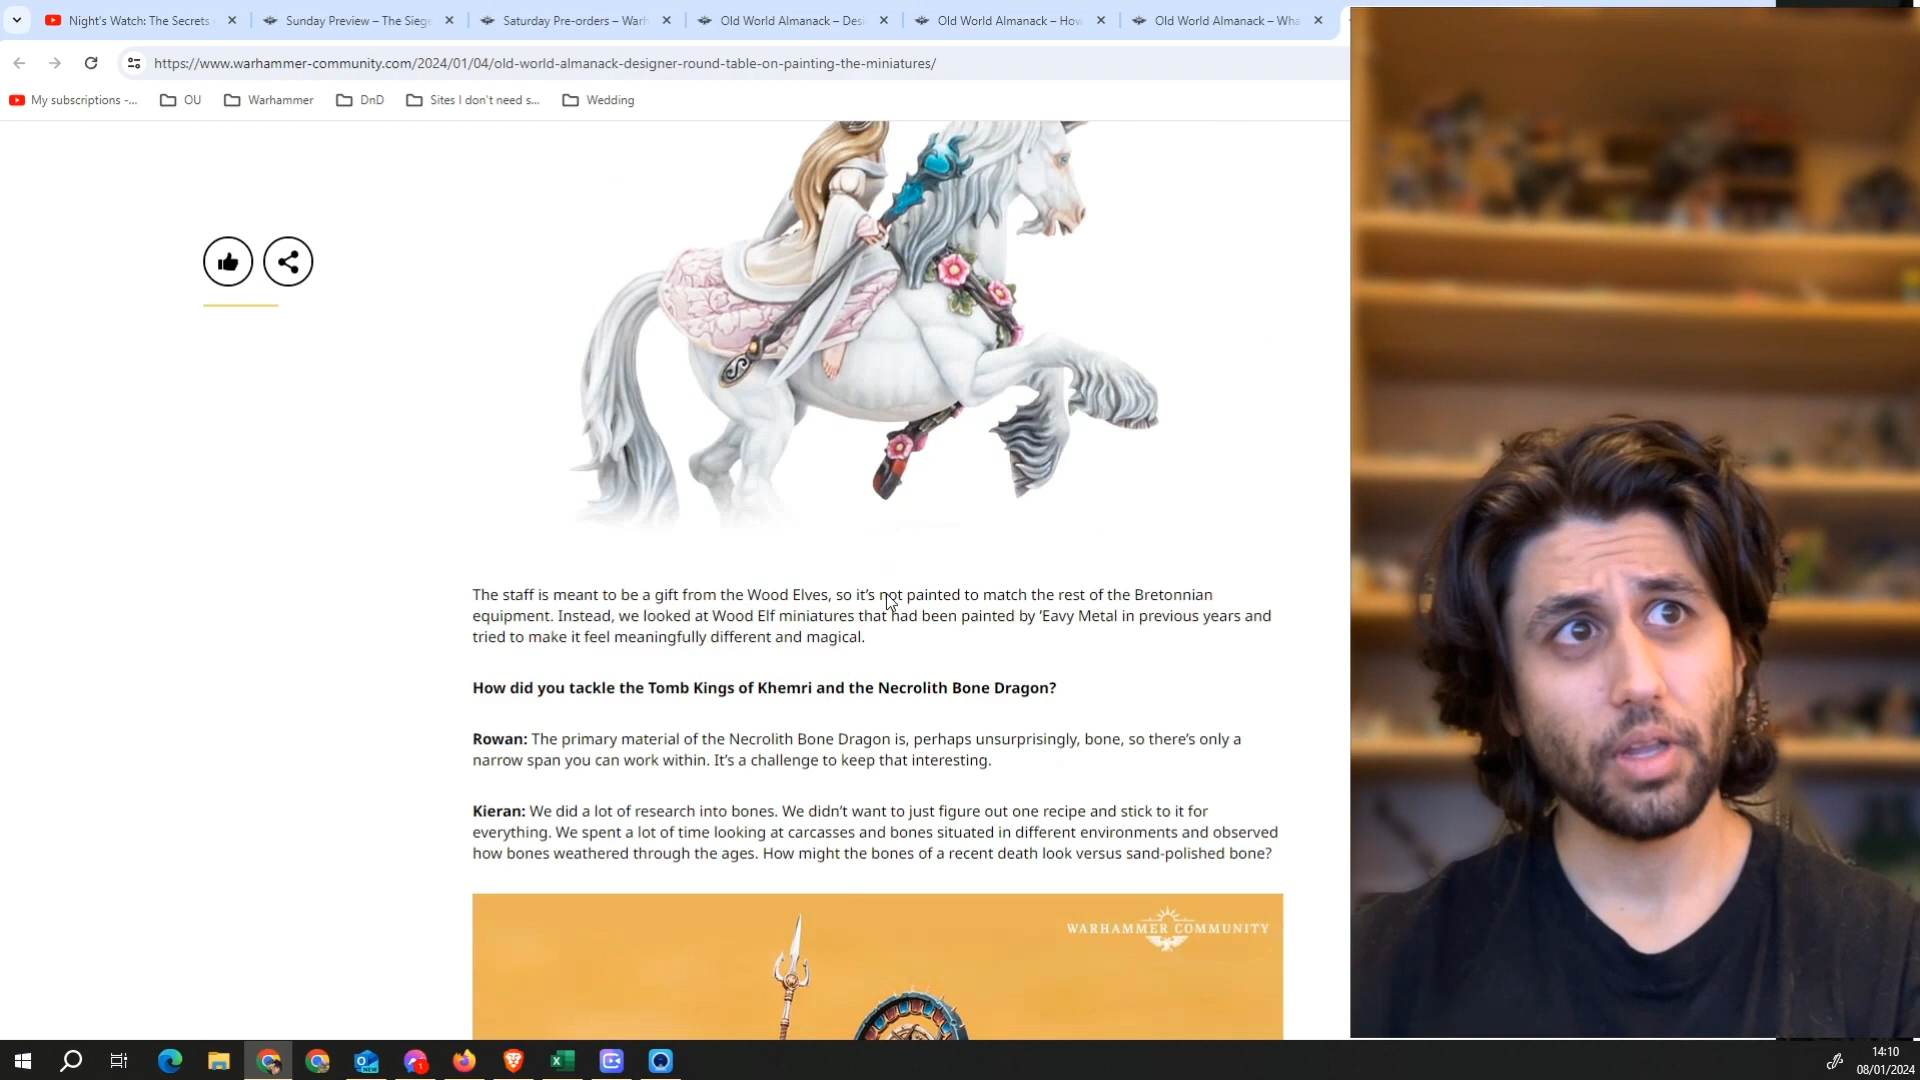 Night's Watch: The Secrets
Sunday Preview – The Siege
Saturday Pre-orders – Warh
Old World Almanack – Desi
Old World Almanack – How
Old World Almanack – Wha
https://www.warhammer-community.com/2024/01/04/old-world-almanack-designer-round-table-on-painting-the-miniatures/
My subscriptions -...
OU
Warhammer
DnD
Sites I don't need s...
Wedding
The staff is meant to be a gift from the Wood Elves, so it's not painted to match the rest of the Bretonnian
equipment. Instead, we looked at Wood Elf miniatures that had been painted by 'Eavy Metal in previous years and
tried to make it feel meaningfully different and magical.
How did you tackle the Tomb Kings of Khemri and the Necrolith Bone Dragon?
Rowan: The primary material of the Necrolith Bone Dragon is, perhaps unsurprisingly, bone, so there's only a
narrow span you can work within. It's a challenge to keep that interesting.
Kieran: We did a lot of research into bones. We didn't want to just figure out one recipe and stick to it for
everything. We spent a lot of time looking at carcasses and bones situated in different environments and observed
how bones weathered through the ages. How might the bones of a recent death look versus sand-polished bone?
WARHAMMER COMMUNITY
14:10
08/01/2024